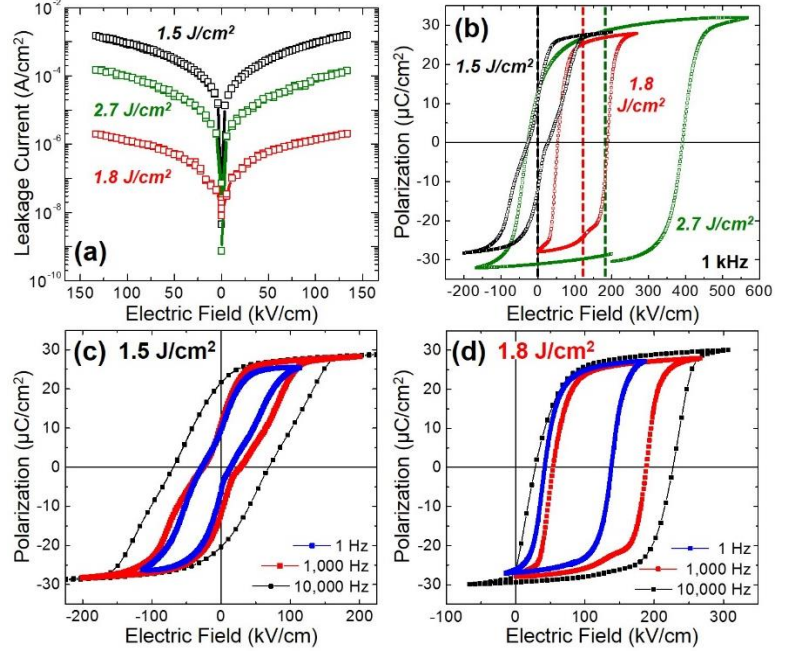 10⁻²
10⁻⁴
10⁻⁶
10⁻⁸
10⁻¹⁰
Leakage Current (A/cm²)
1.5 J/cm²
2.7 J/cm²
1.8 J/cm²
(a)
-150 -100 -50 0 50 100 150
Electric Field (kV/cm)
30
20
10
0
-10
-20
-30
Polarization (µC/cm²)
(b)
1.5 J/cm²
1.8
J/cm²
2.7 J/cm²
1 kHz
-200 -100 0 100 200 300 400 500 600
Electric Field (kV/cm)
30
20
10
0
-10
-20
-30
Polarization (µC/cm²)
(c) 1.5 J/cm²
1 Hz
1,000 Hz
10,000 Hz
-200 -100 0 100 200
Electric Field (kV/cm)
30
20
10
0
-10
-20
-30
Polarization (µC/cm²)
(d) 1.8 J/cm²
1 Hz
1,000 Hz
10,000 Hz
-100 0 100 200 300
Electric Field (kV/cm)